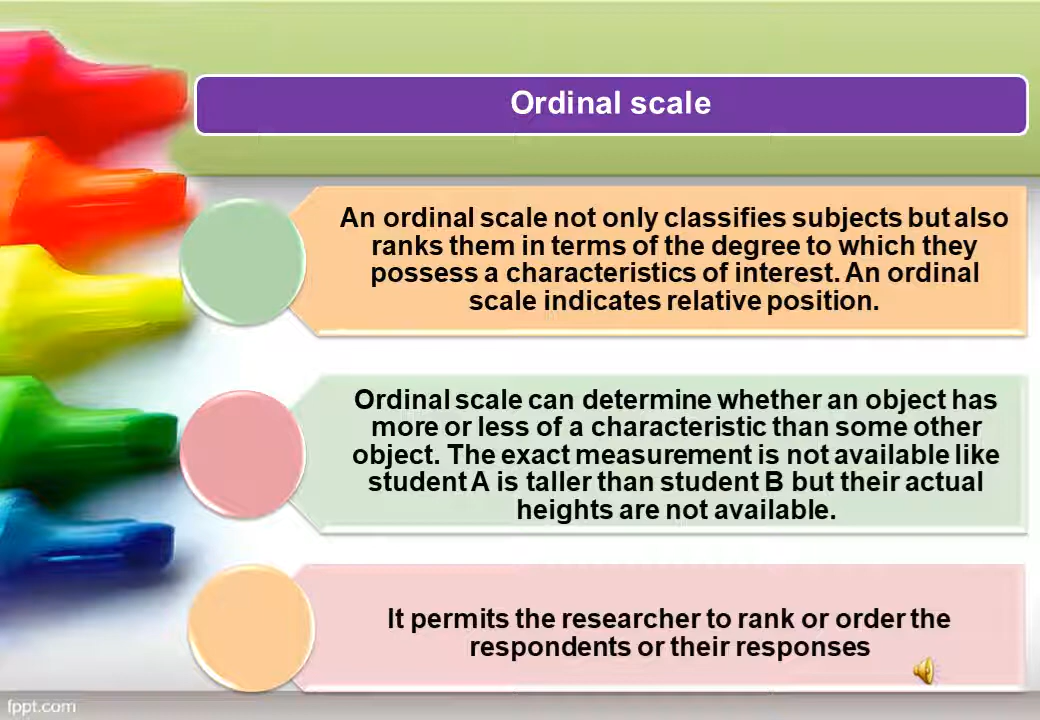 Ordinal scale
An ordinal scale not only classifies subjects but also
ranks them in terms of the degree to which they
possess a characteristics of interest. An ordinal
scale indicates relative position.
Ordinal scale can determine whether an object has
more or less of a characteristic than some other
object. The exact measurement is not available like
student A is taller than student B but their actual
heights are not available.
It permits the researcher to rank or order the
respondents or their responses
fppt.com